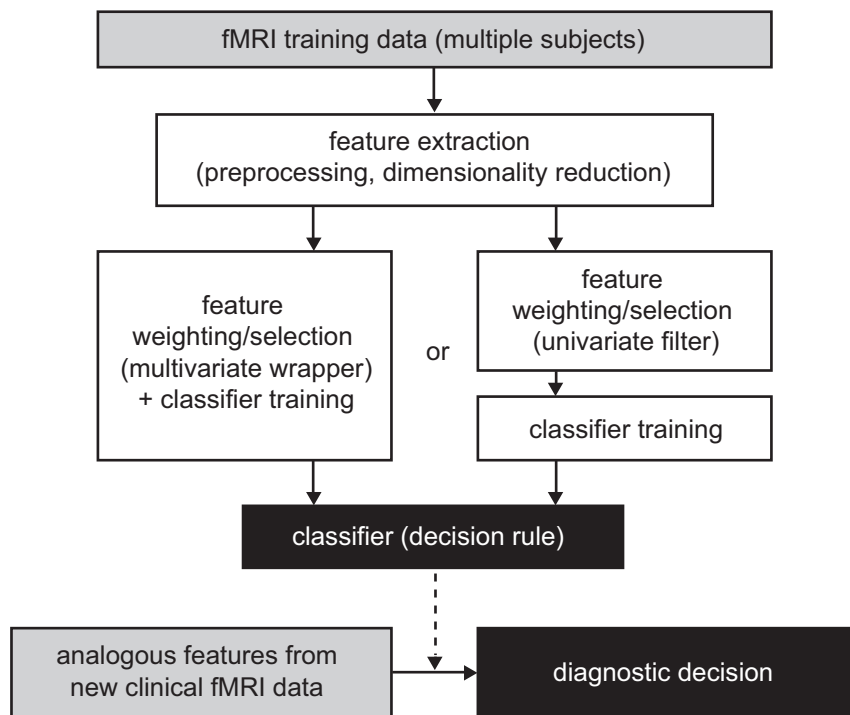 fMRI training data (multiple subjects)
feature extraction
(preprocessing, dimensionality reduction)
feature
weighting/selection
(multivariate wrapper)
+ classifier training
or
feature
weighting/selection
(univariate filter)
classifier training
classifier (decision rule)
analogous features from
new clinical fMRI data
diagnostic decision